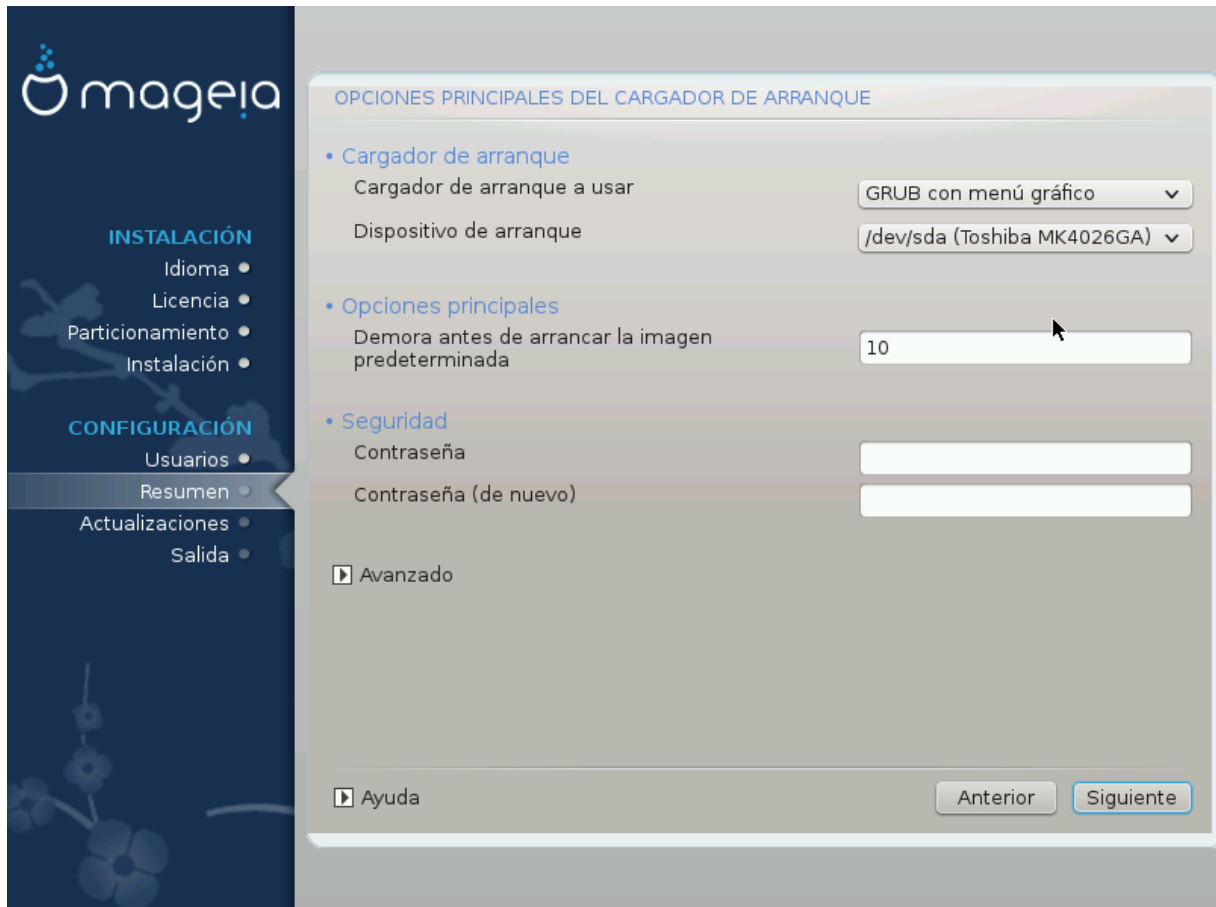 mageia
INSTALACIÓN
Idioma
Licencia
Particionamiento
Instalación
CONFIGURACIÓN
Usuarios
Resumen
Actualizaciones
Salida
OPCIONES PRINCIPALES DEL CARGADOR DE ARRANQUE
• Cargador de arranque
Cargador de arranque a usar
GRUB con menú gráfico
Dispositivo de arranque
/dev/sda (Toshiba MK4026GA)
• Opciones principales
Demora antes de arrancar la imagen
predeterminada
10
• Seguridad
Contraseña
Contraseña (de nuevo)
Avanzado
Ayuda
Anterior
Siguiente